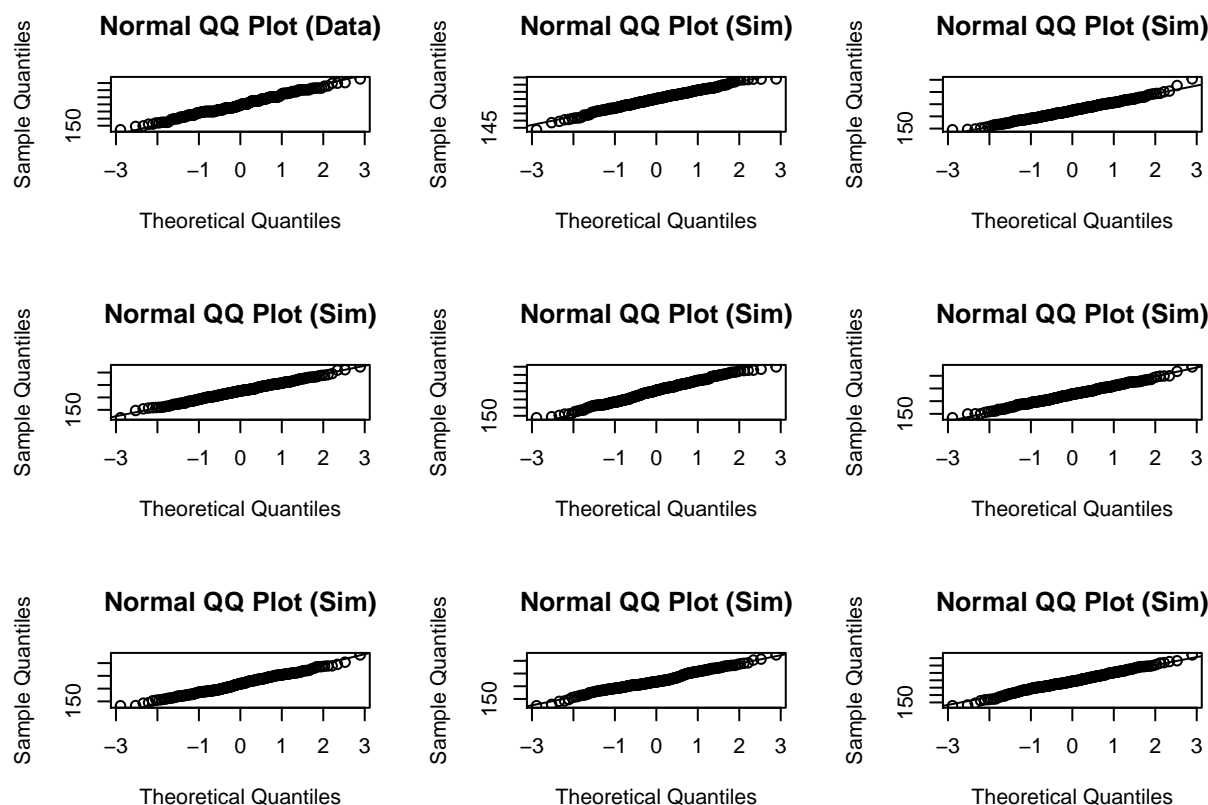 Normal QQ Plot (Data)
Sample Quantiles
150
−3 −1 0 1 2 3
Theoretical Quantiles
Normal QQ Plot (Sim)
Sample Quantiles
145
−3 −1 0 1 2 3
Theoretical Quantiles
Normal QQ Plot (Sim)
Sample Quantiles
150
−3 −1 0 1 2 3
Theoretical Quantiles
Normal QQ Plot (Sim)
Sample Quantiles
150
−3 −1 0 1 2 3
Theoretical Quantiles
Normal QQ Plot (Sim)
Sample Quantiles
150
−3 −1 0 1 2 3
Theoretical Quantiles
Normal QQ Plot (Sim)
Sample Quantiles
150
−3 −1 0 1 2 3
Theoretical Quantiles
Normal QQ Plot (Sim)
Sample Quantiles
150
−3 −1 0 1 2 3
Theoretical Quantiles
Normal QQ Plot (Sim)
Sample Quantiles
150
−3 −1 0 1 2 3
Theoretical Quantiles
Normal QQ Plot (Sim)
Sample Quantiles
150
−3 −1 0 1 2 3
Theoretical Quantiles